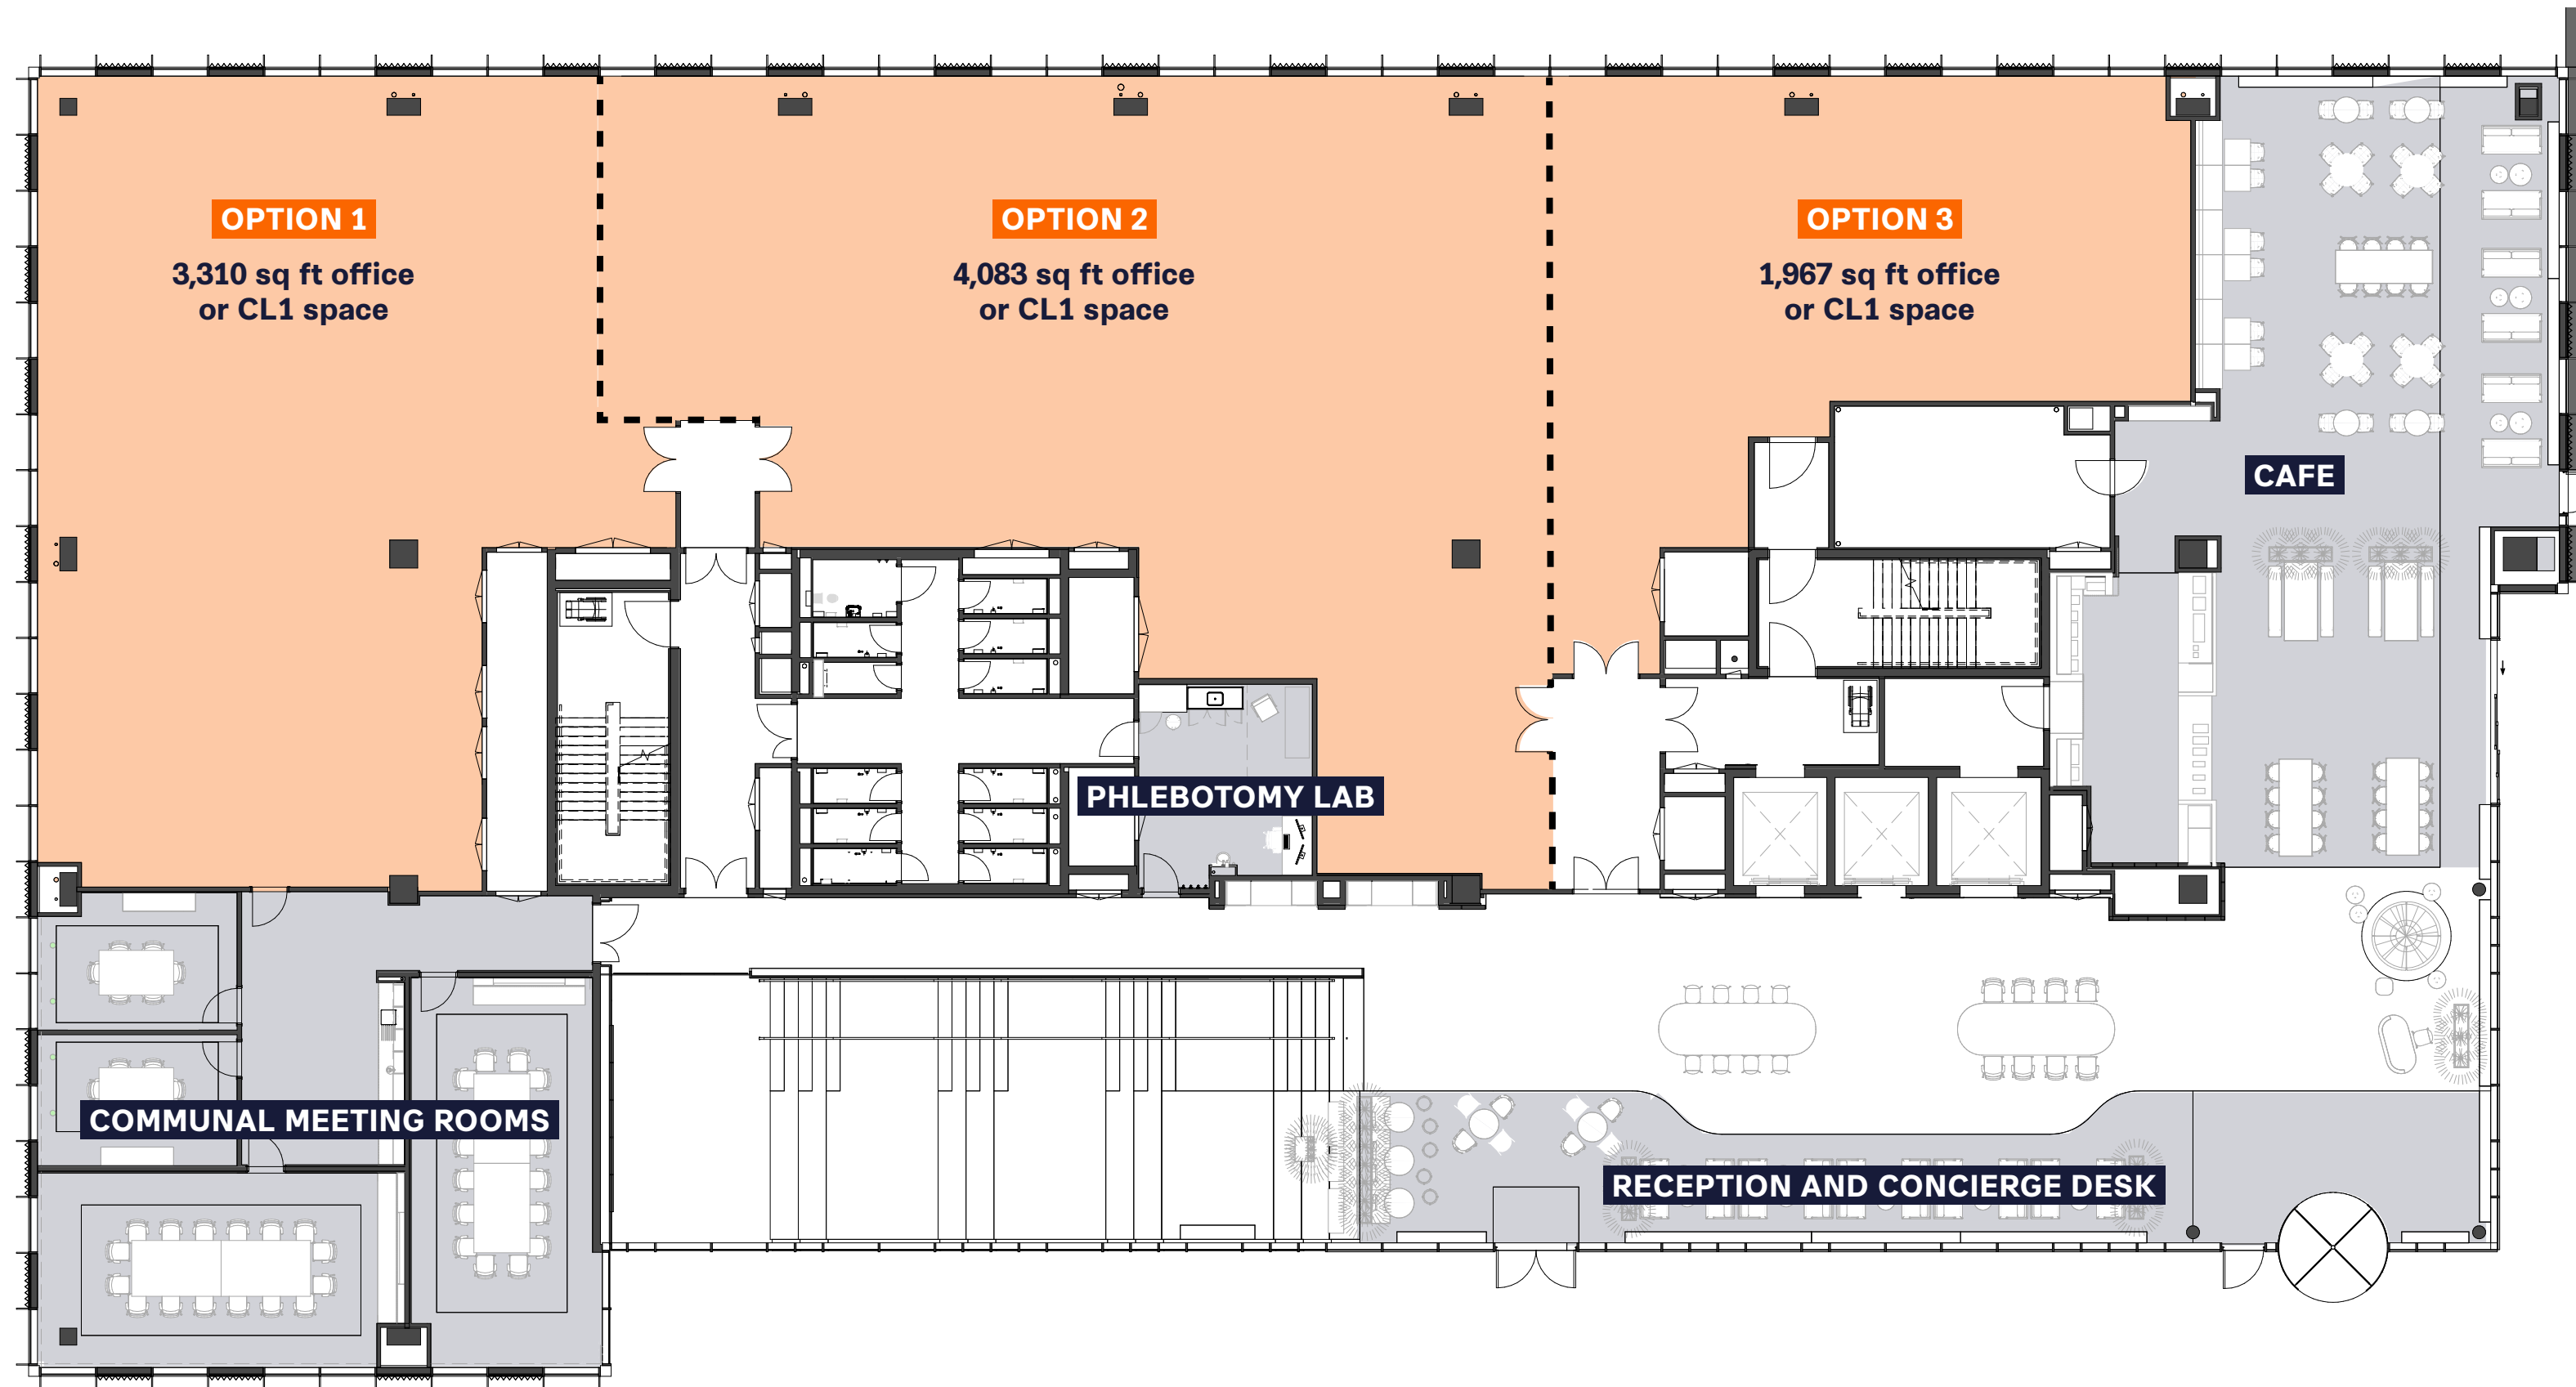 OPTION 1
3,310 sq ft office
or CL1 space
OPTION 2
4,083 sq ft office
or CL1 space
OPTION 3
1,967 sq ft office
or CL1 space
CAFE
PHLEBOTOMY LAB
COMMUNAL MEETING ROOMS
RECEPTION AND CONCIERGE DESK